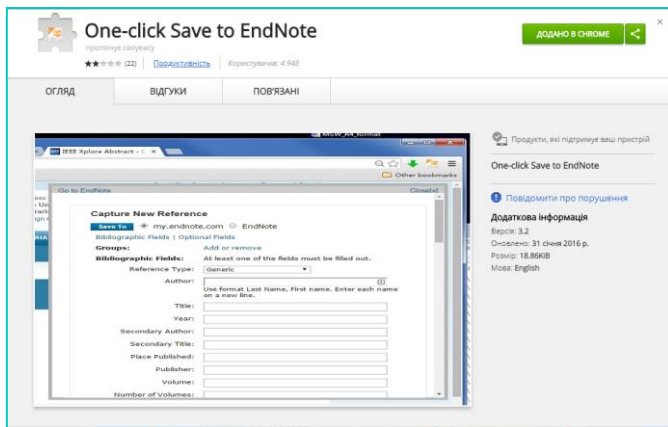 One-click Save to EndNote
пропонує caoyeacy
(22) Продуктивність Користувачів: 4 948
ДОДАНО В CHROME
ОГЛЯД ВІДГУКИ ПОВ'ЯЗАНІ
MSW_A4_format
IEEE Xplore Abstract - C
Other bookmarks
Go to EndNote Close[x]
Capture New Reference
Save To my.endnote.com EndNote
Bibliographic Fields | Optional Fields
Groups: Add or remove
Bibliographic Fields: At least one of the fields must be filled out.
Reference Type: Generic
Author:
Use format Last Name, First name. Enter each name
on a new line.
Title:
Year:
Secondary Author:
Secondary Title:
Place Published:
Publisher:
Volume:
Number of Volumes:
Продукти, які підтримує ваш пристрій
One-click Save to EndNote
Повідомити про порушення
Додаткова інформація
Версія: 3.2
Оновлено: 31 січня 2016 р.
Розмір: 18.86KIB
Мова: English